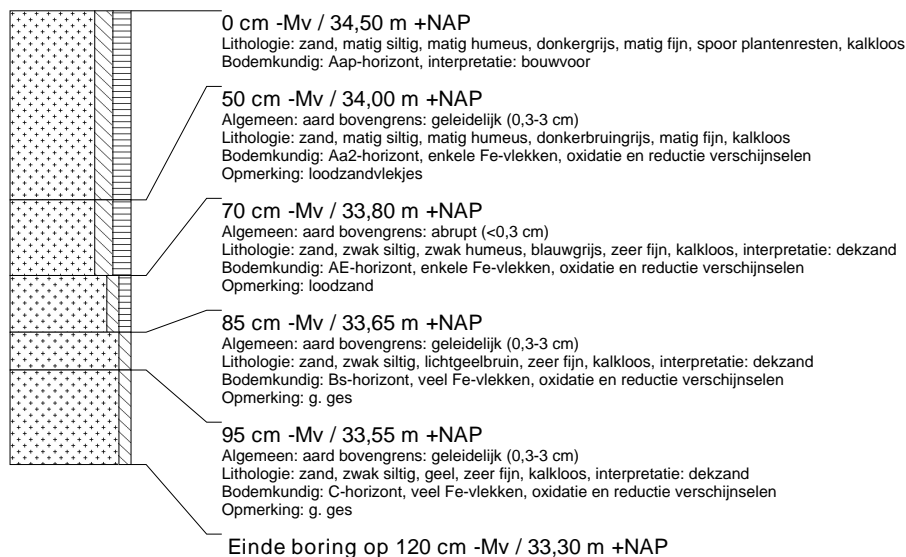 0 cm -Mv / 34,50 m +NAP
Lithologie: zand, matig siltig, matig humeus, donkergrijs, matig fijn, spoor plantenresten, kalkloos
Bodemkundig: Aap-horizont, interpretatie: bouwvoor
50 cm -Mv / 34,00 m +NAP
Algemeen: aard bovengrens: geleidelijk (0,3-3 cm)
Lithologie: zand, matig siltig, matig humeus, donkerbruingrijs, matig fijn, kalkloos
Bodemkundig: Aa2-horizont, enkele Fe-vlekken, oxidatie en reductie verschijnselen
Opmerking: loodzandvlekjes
70 cm -Mv / 33,80 m +NAP
Algemeen: aard bovengrens: abrupt (<0,3 cm)
Lithologie: zand, zwak siltig, zwak humeus, blauwgrijs, zeer fijn, kalkloos, interpretatie: dekzand
Bodemkundig: AE-horizont, enkele Fe-vlekken, oxidatie en reductie verschijnselen
Opmerking: loodzand
85 cm -Mv / 33,65 m +NAP
Algemeen: aard bovengrens: geleidelijk (0,3-3 cm)
Lithologie: zand, zwak siltig, lichtgeelbruin, zeer fijn, kalkloos, interpretatie: dekzand
Bodemkundig: Bs-horizont, veel Fe-vlekken, oxidatie en reductie verschijnselen
Opmerking: g. ges
95 cm -Mv / 33,55 m +NAP
Algemeen: aard bovengrens: geleidelijk (0,3-3 cm)
Lithologie: zand, zwak siltig, geel, zeer fijn, kalkloos, interpretatie: dekzand
Bodemkundig: C-horizont, veel Fe-vlekken, oxidatie en reductie verschijnselen
Opmerking: g. ges
Einde boring op 120 cm -Mv / 33,30 m +NAP